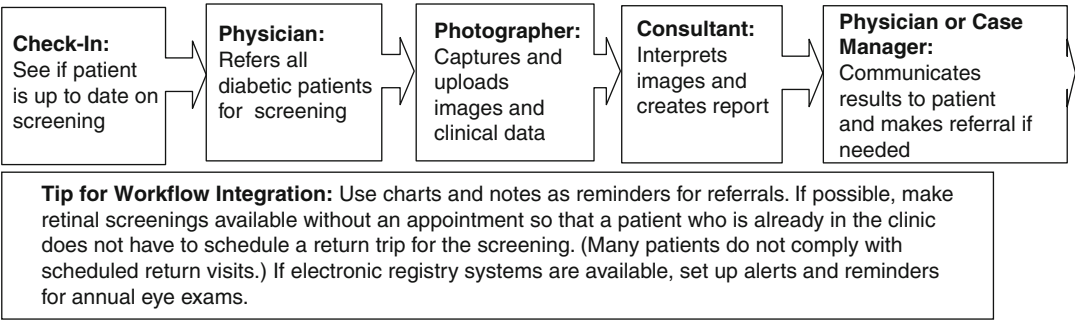 Check-In:
See if patient
is up to date on
screening
Physician:
Refers all
diabetic patients
for screening
Photographer:
Captures and
uploads
images and
clinical data
Consultant:
Interprets
images and
creates report
Physician or Case
Manager:
Communicates
results to patient
and makes referral if
needed
Tip for Workflow Integration: Use charts and notes as reminders for referrals. If possible, make
retinal screenings available without an appointment so that a patient who is already in the clinic
does not have to schedule a return trip for the screening. (Many patients do not comply with
scheduled return visits.) If electronic registry systems are available, set up alerts and reminders
for annual eye exams.